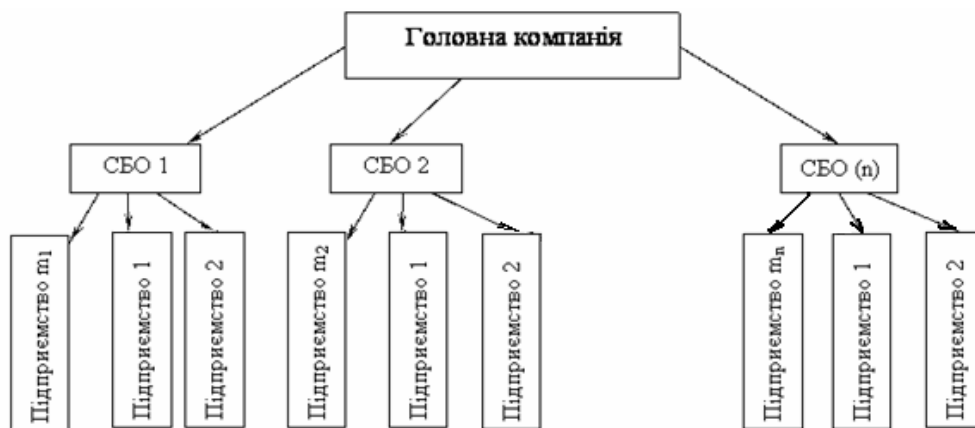 Головна компанія
СБО 1
СБО 2
СБО (n)
Підприємство m1
Підприємство 1
Підприємство 2
Підприємство m2
Підприємство 1
Підприємство 2
Підприємство mn
Підприємство 1
Підприємство 2